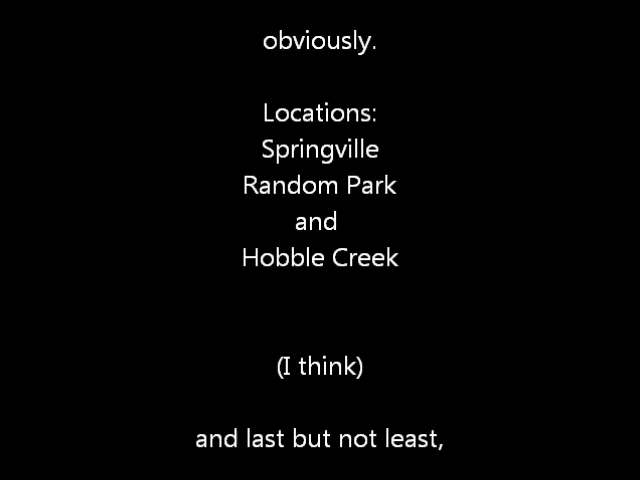 obviously.
Locations:
Springville
Random Park
and
Hobble Creek
(I think)
and last but not least,